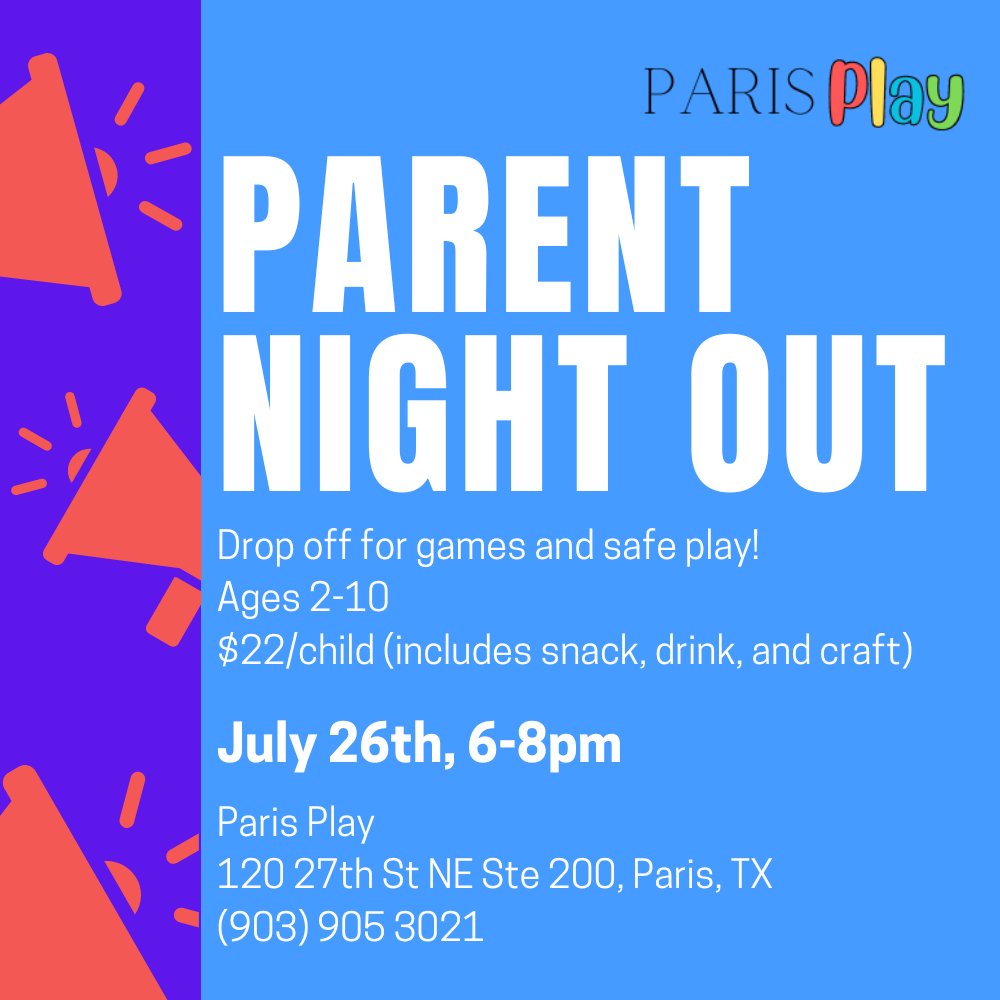 PARIS Play
PARENT
NIGHT OUT
Drop off for games and safe play!
Ages 2-10
$22/child (includes snack, drink, and craft)
July 26th, 6-8pm
Paris Play
120 27th St NE Ste 200, Paris, TX
(903) 905 3021